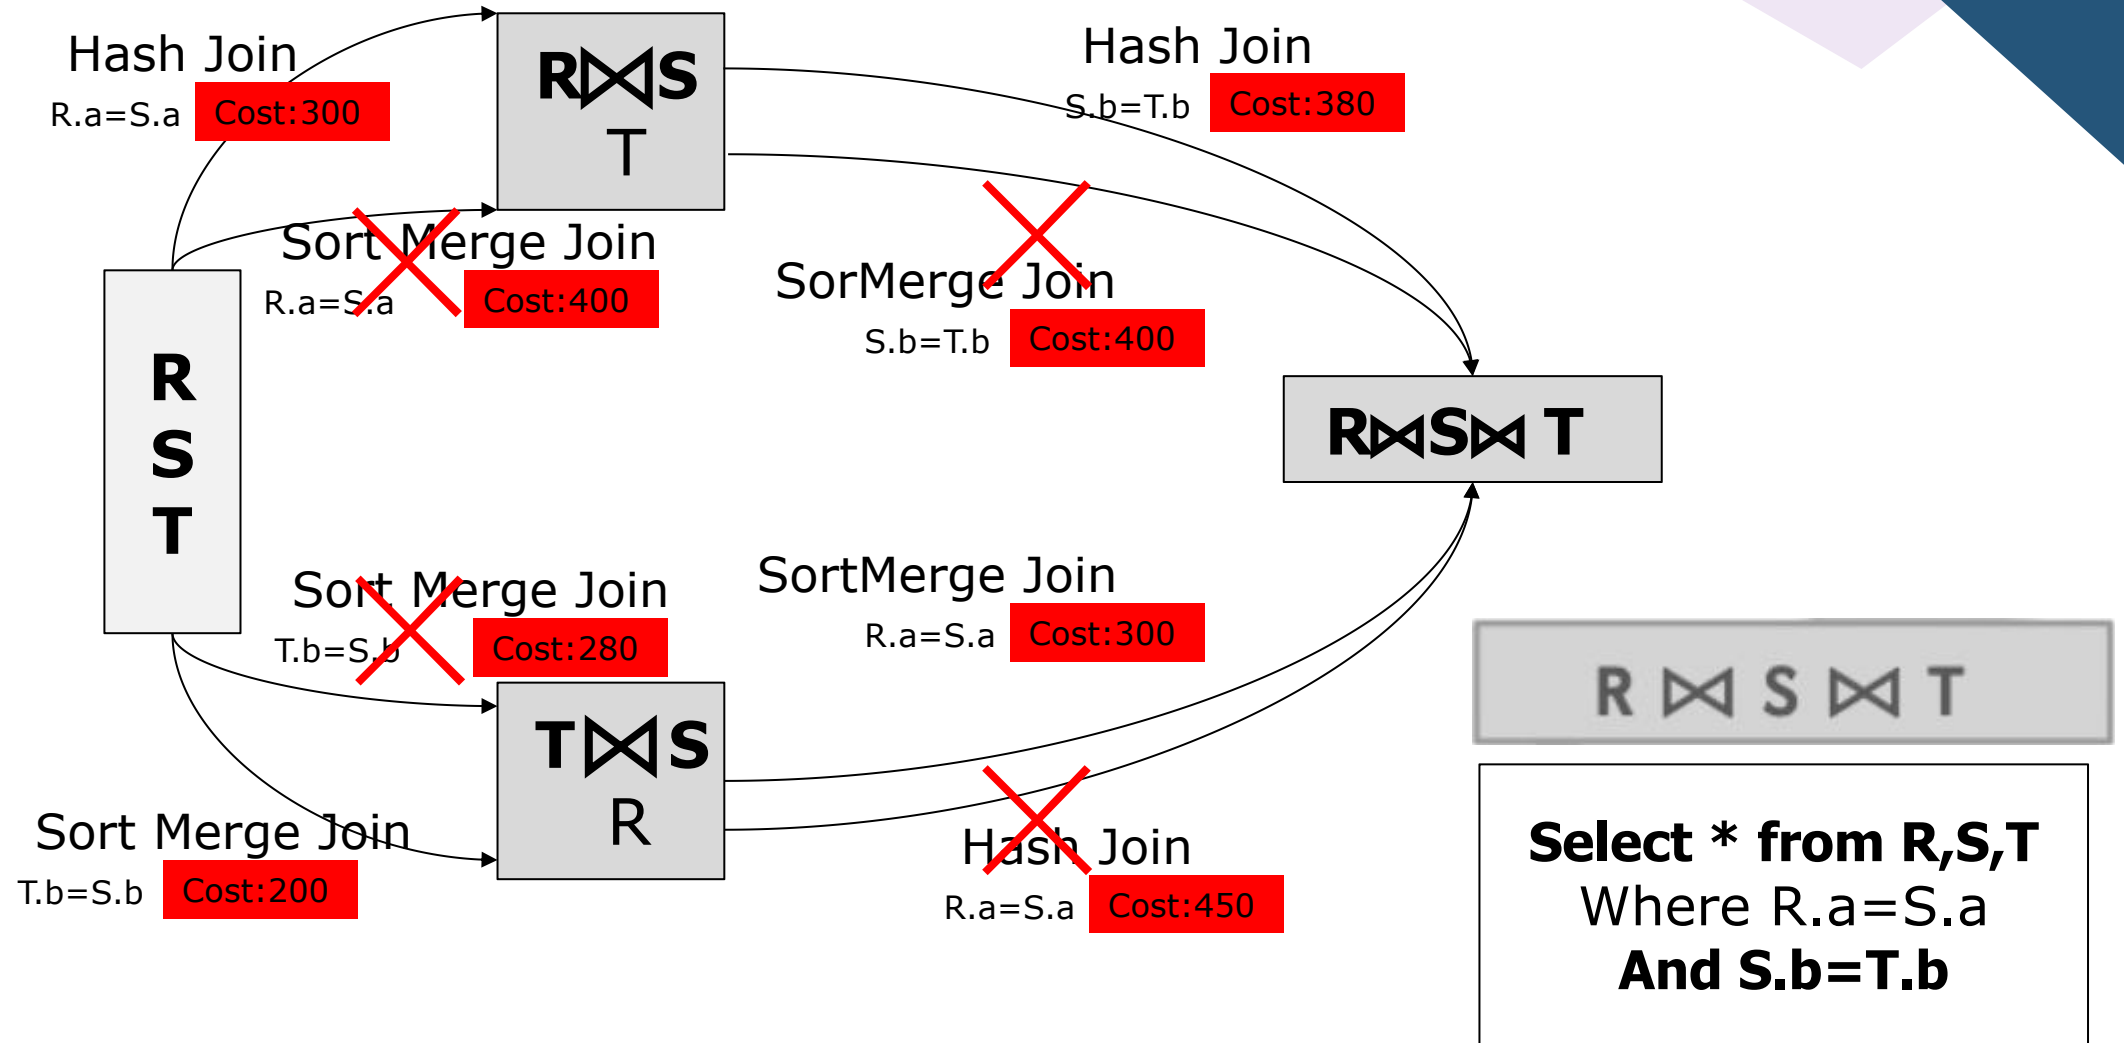 Hash Join
R.a=S.a Cost:300
R⋈S
T
Hash Join
S.b=T.b Cost:380
Sort Merge Join
R.a=S.a Cost:400
SorMerge Join
S.b=T.b Cost:400
R
S
T
R⋈S⋈ T
Sort Merge Join
T.b=S.b Cost:280
SortMerge Join
R.a=S.a Cost:300
R ⋈ S ⋈ T
T⋈S
R
Sort Merge Join
T.b=S.b Cost:200
Hash Join
R.a=S.a Cost:450
Select * from R,S,T
Where R.a=S.a
And S.b=T.b